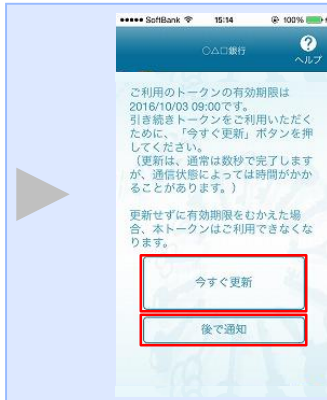 ●●●●● SoftBank 15:14 100%
○△□銀行
?
ヘルプ
ご利用のトークンの有効期限は
2016/10/03 09:00です。
引き続きトークンをご利用いただく
ために、「今すぐ更新」ボタンを押
してください。
（更新は、通常は数秒で完了します
が、通信状態によっては時間がかか
ることがあります。）
更新せずに有効期限をむかえた場
合、本トークンはご利用できなくな
ります。
今すぐ更新
後で通知